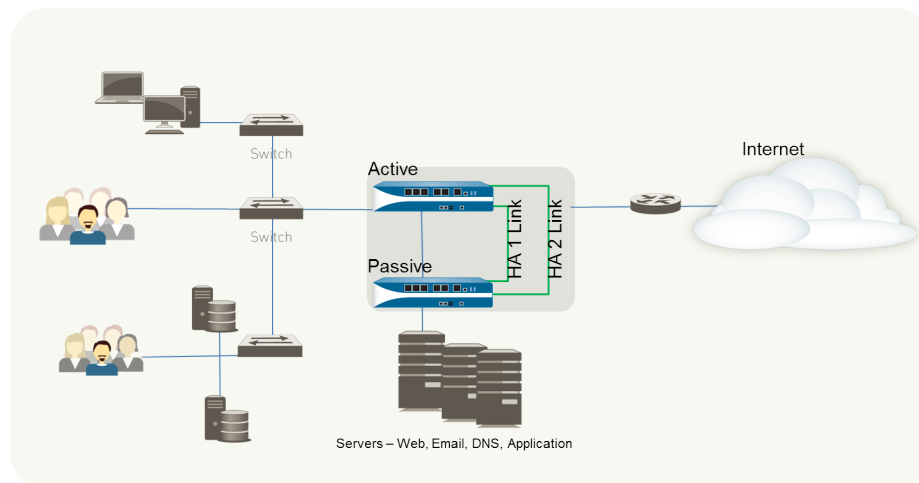 Switch
Active
Internet
Switch
HA 1 Link
HA 2 Link
Passive
Servers – Web, Email, DNS, Application